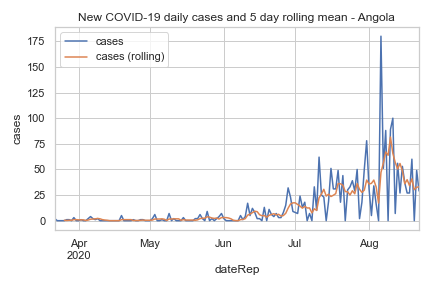 New COVID-19 daily cases and 5 day rolling mean - Angola
cases
cases (rolling)
175
150
125
100
75
50
25
0
cases
Apr
2020
May
Jun
Jul
Aug
dateRep